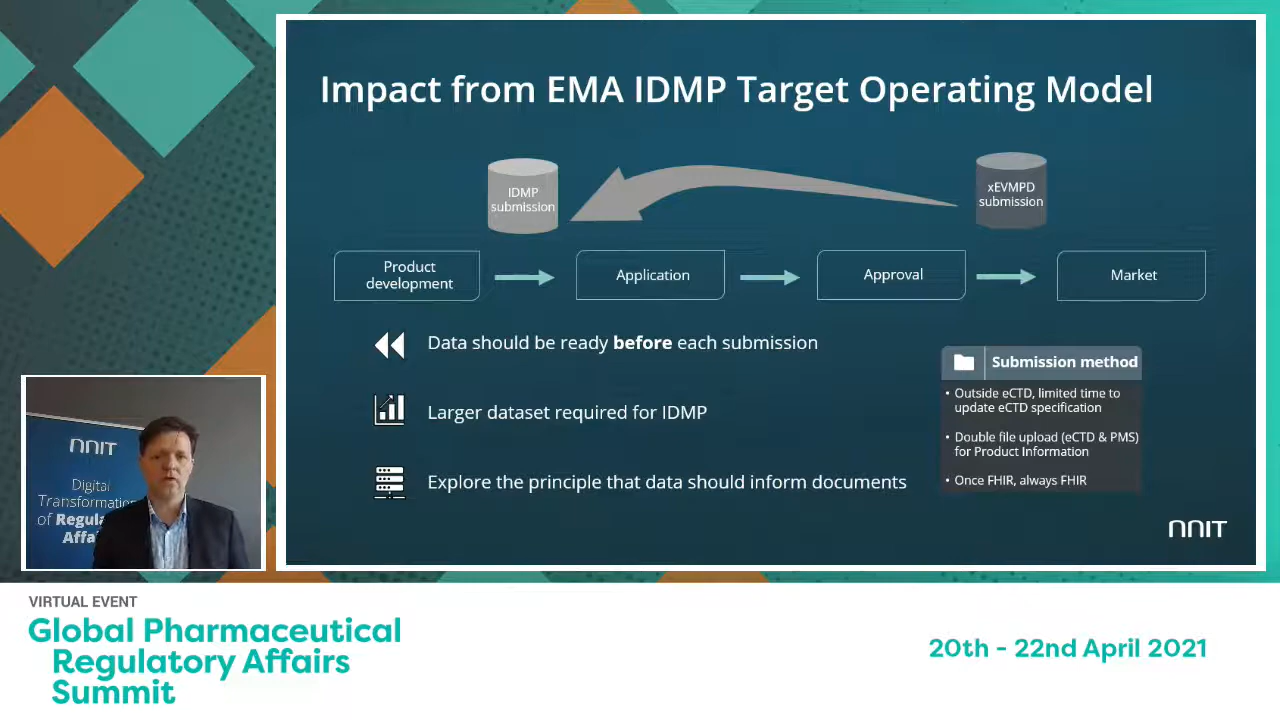 Impact from EMA IDMP Target Operating Model
IDMP
submission
xEVMPD
submission
Product
development
Application
Approval
Market
Data should be ready before each submission
Larger dataset required for IDMP
Explore the principle that data should inform documents
Submission method
• Outside eCTD, limited time to
update eCTD specification
• Double file upload (eCTD & PMS)
for Product Information
• Once FHIR, always FHIR
nnit
nnit
Digital
Transformation
of Regul
Affa
VIRTUAL EVENT
Global Pharmaceutical
Regulatory Affairs
Summit
20th - 22nd April 2021